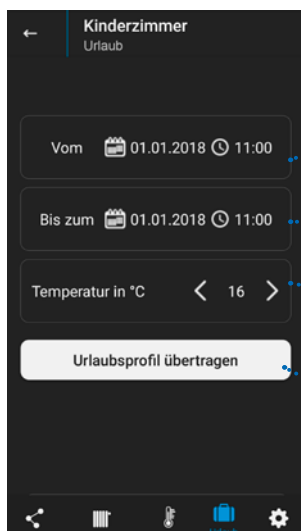 Kinderzimmer
Urlaub
Vom 01.01.2018 11:00
Bis zum 01.01.2018 11:00
Temperatur in °C 16
Urlaubsprofil übertragen